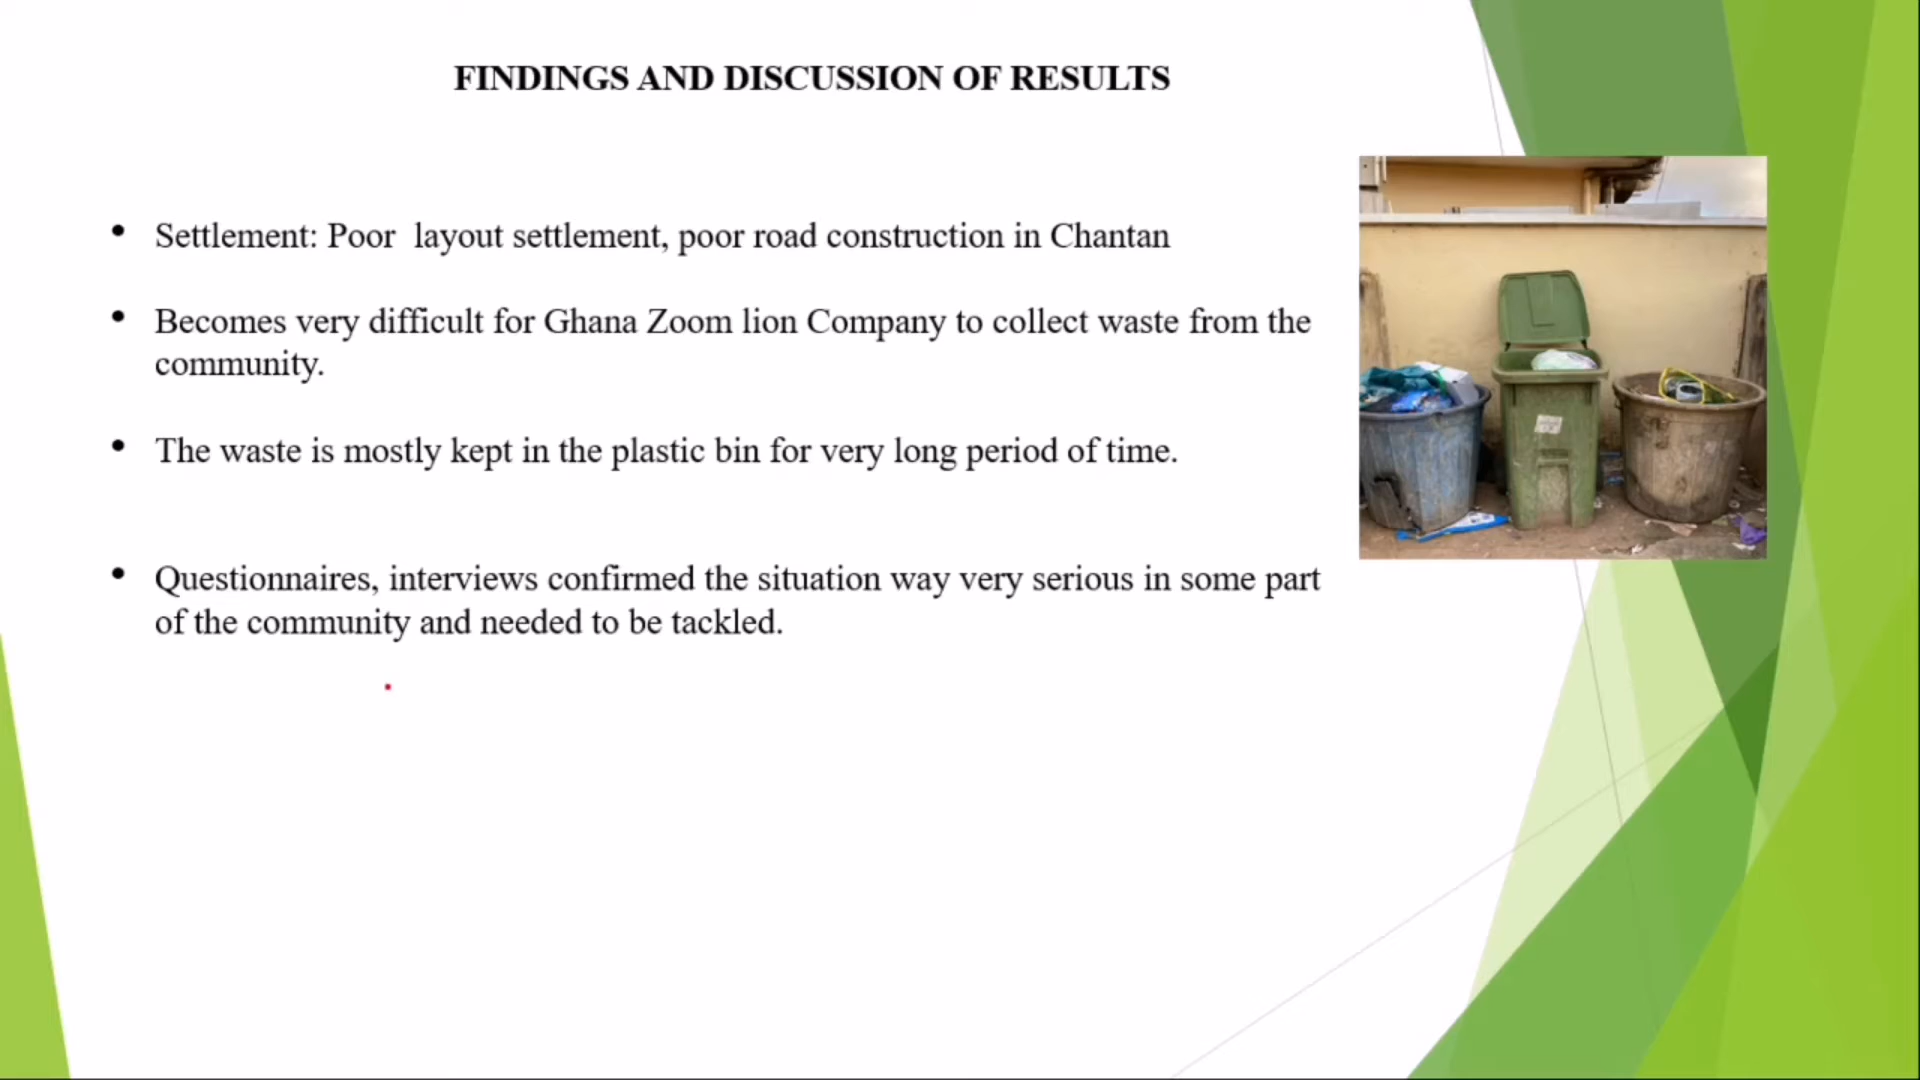 FINDINGS AND DISCUSSION OF RESULTS
• Settlement: Poor  layout settlement, poor road construction in Chantan
• Becomes very difficult for Ghana Zoom lion Company to collect waste from the
community.
• The waste is mostly kept in the plastic bin for very long period of time.
• Questionnaires, interviews confirmed the situation way very serious in some part
of the community and needed to be tackled.